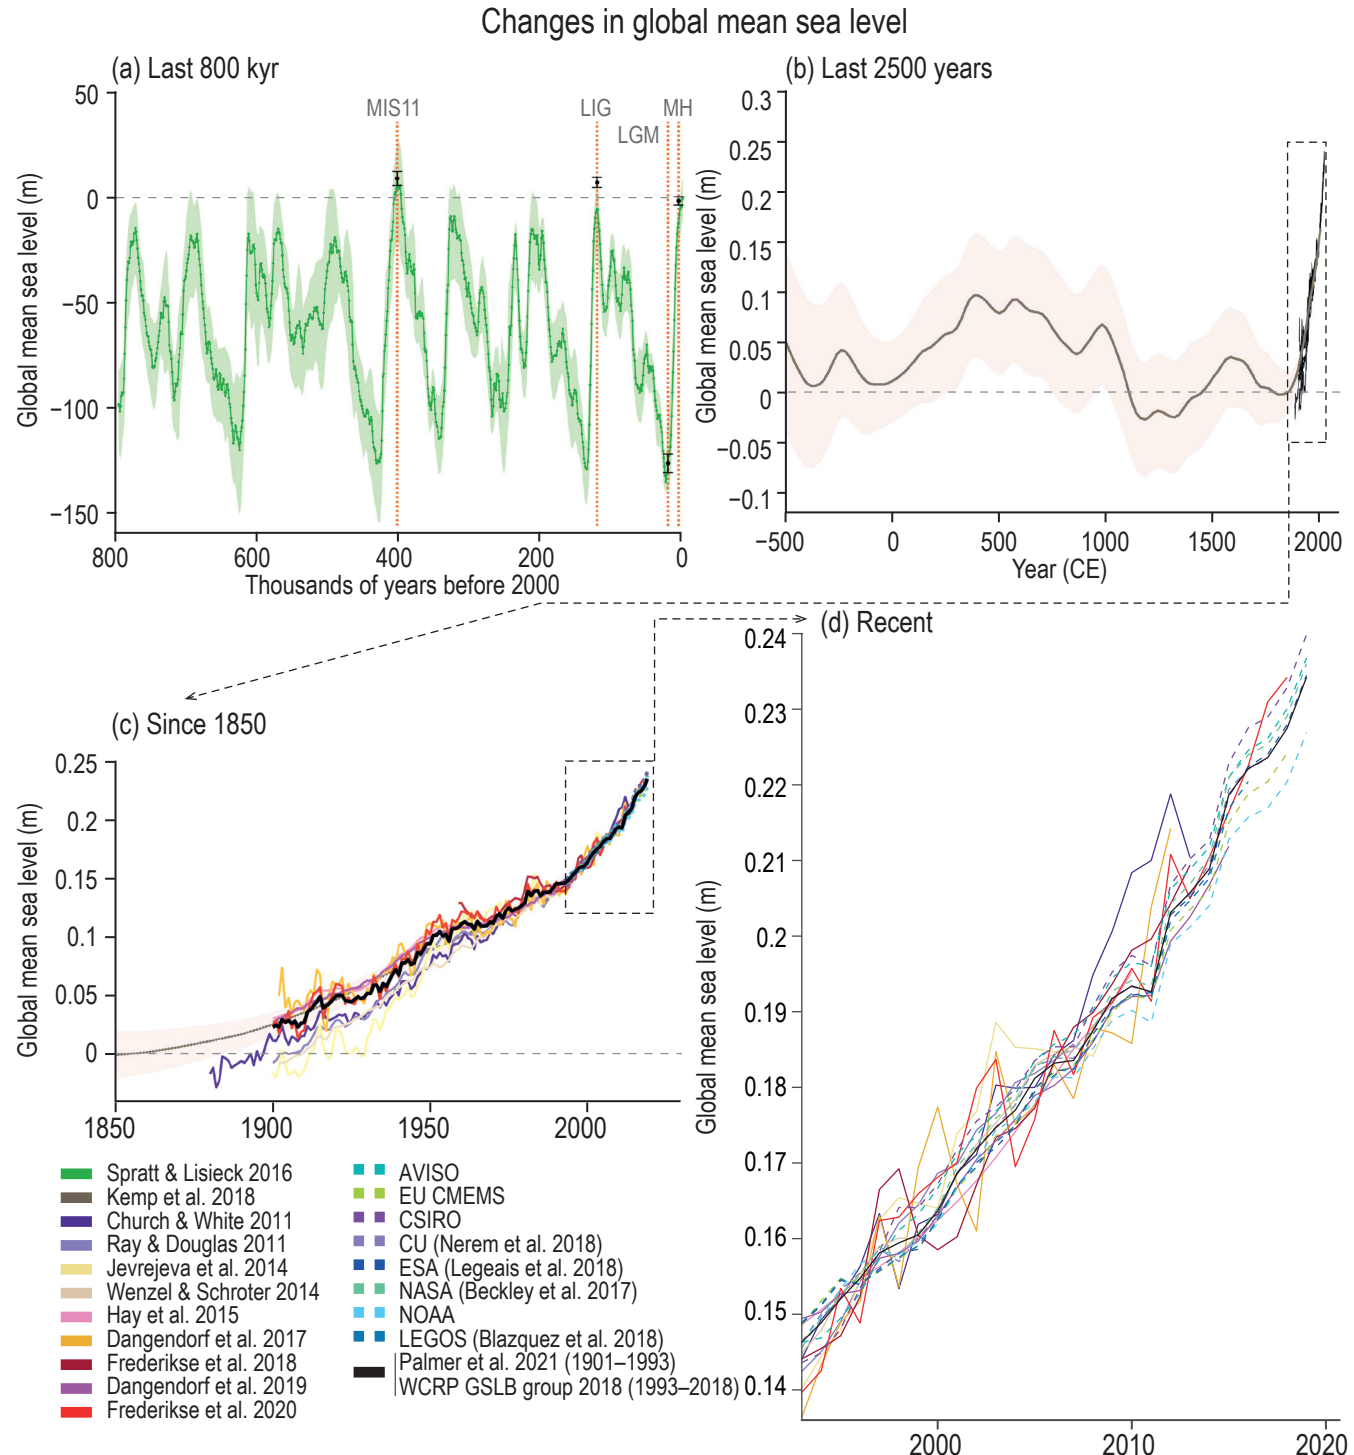 Changes in global mean sea level
(a) Last 800 kyr
Global mean sea level (m)
50
0
−50
−100
−150
MIS11
LIG
LGM
MH
800
600
400
200
0
Thousands of years before 2000
(b) Last 2500 years
Global mean sea level (m)
0.3
0.25
0.2
0.15
0.1
0.05
0
−0.05
−0.1
−500
0
500
1000
1500
2000
Year (CE)
(c) Since 1850
Global mean sea level (m)
0.25
0.2
0.15
0.1
0.05
0
1850
1900
1950
2000
(d) Recent
Global mean sea level (m)
0.24
0.23
0.22
0.21
0.2
0.19
0.18
0.17
0.16
0.15
0.14
2000
2010
2020
Spratt & Lisieck 2016
Kemp et al. 2018
Church & White 2011
Ray & Douglas 2011
Jevrejeva et al. 2014
Wenzel & Schroter 2014
Hay et al. 2015
Dangendorf et al. 2017
Frederikse et al. 2018
Dangendorf et al. 2019
Frederikse et al. 2020
AVISO
EU CMEMS
CSIRO
CU (Nerem et al. 2018)
ESA (Legeais et al. 2018)
NASA (Beckley et al. 2017)
NOAA
LEGOS (Blazquez et al. 2018)
Palmer et al. 2021 (1901–1993)
WCRP GSLB group 2018 (1993–2018)